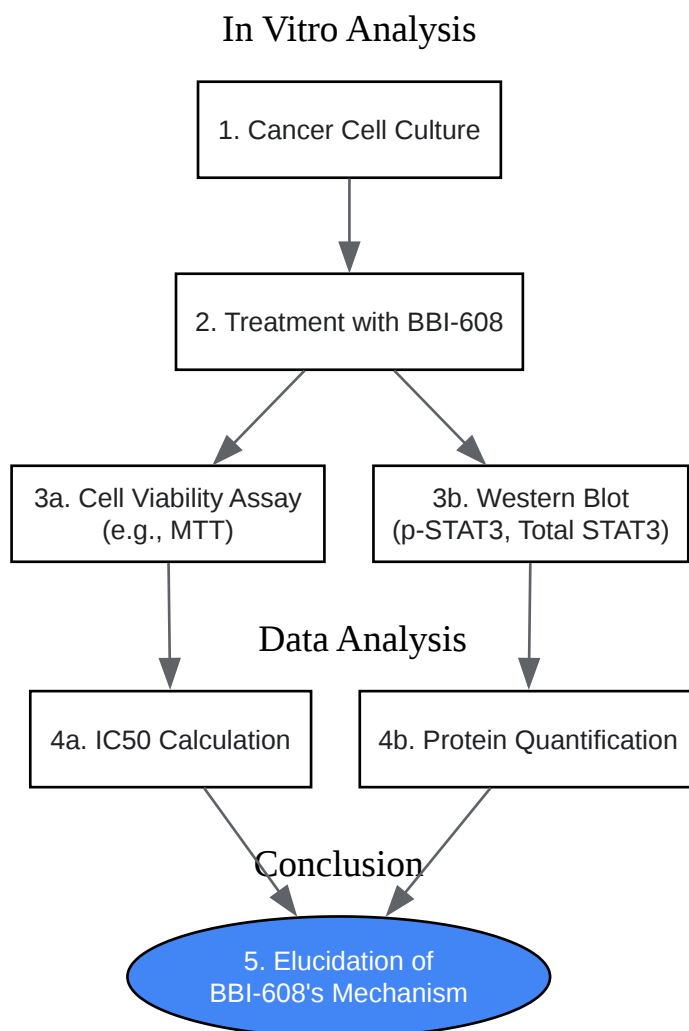 In Vitro Analysis
1. Cancer Cell Culture
2. Treatment with BBI-608
3a. Cell Viability Assay
(e.g., MTT)
3b. Western Blot
(p-STAT3, Total STAT3)
Data Analysis
4a. IC50 Calculation
4b. Protein Quantification
Conclusion
5. Elucidation of
BBI-608's Mechanism